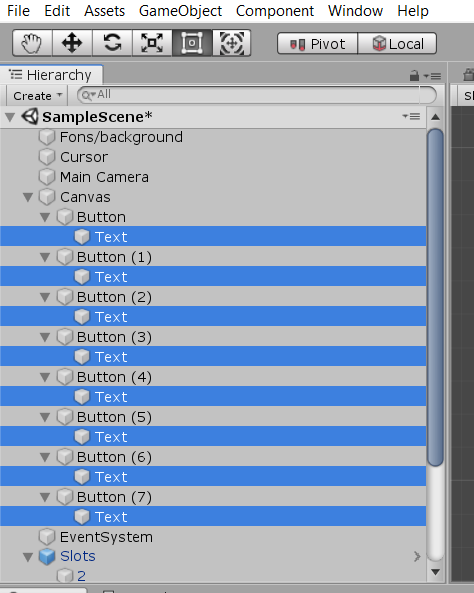 File Edit Assets GameObject Component Window Help
Pivot Local
Hierarchy
Create All
SampleScene*
Fons/background
Cursor
Main Camera
Canvas
Button
Text
Button (1)
Text
Button (2)
Text
Button (3)
Text
Button (4)
Text
Button (5)
Text
Button (6)
Text
Button (7)
Text
EventSystem
Slots
2